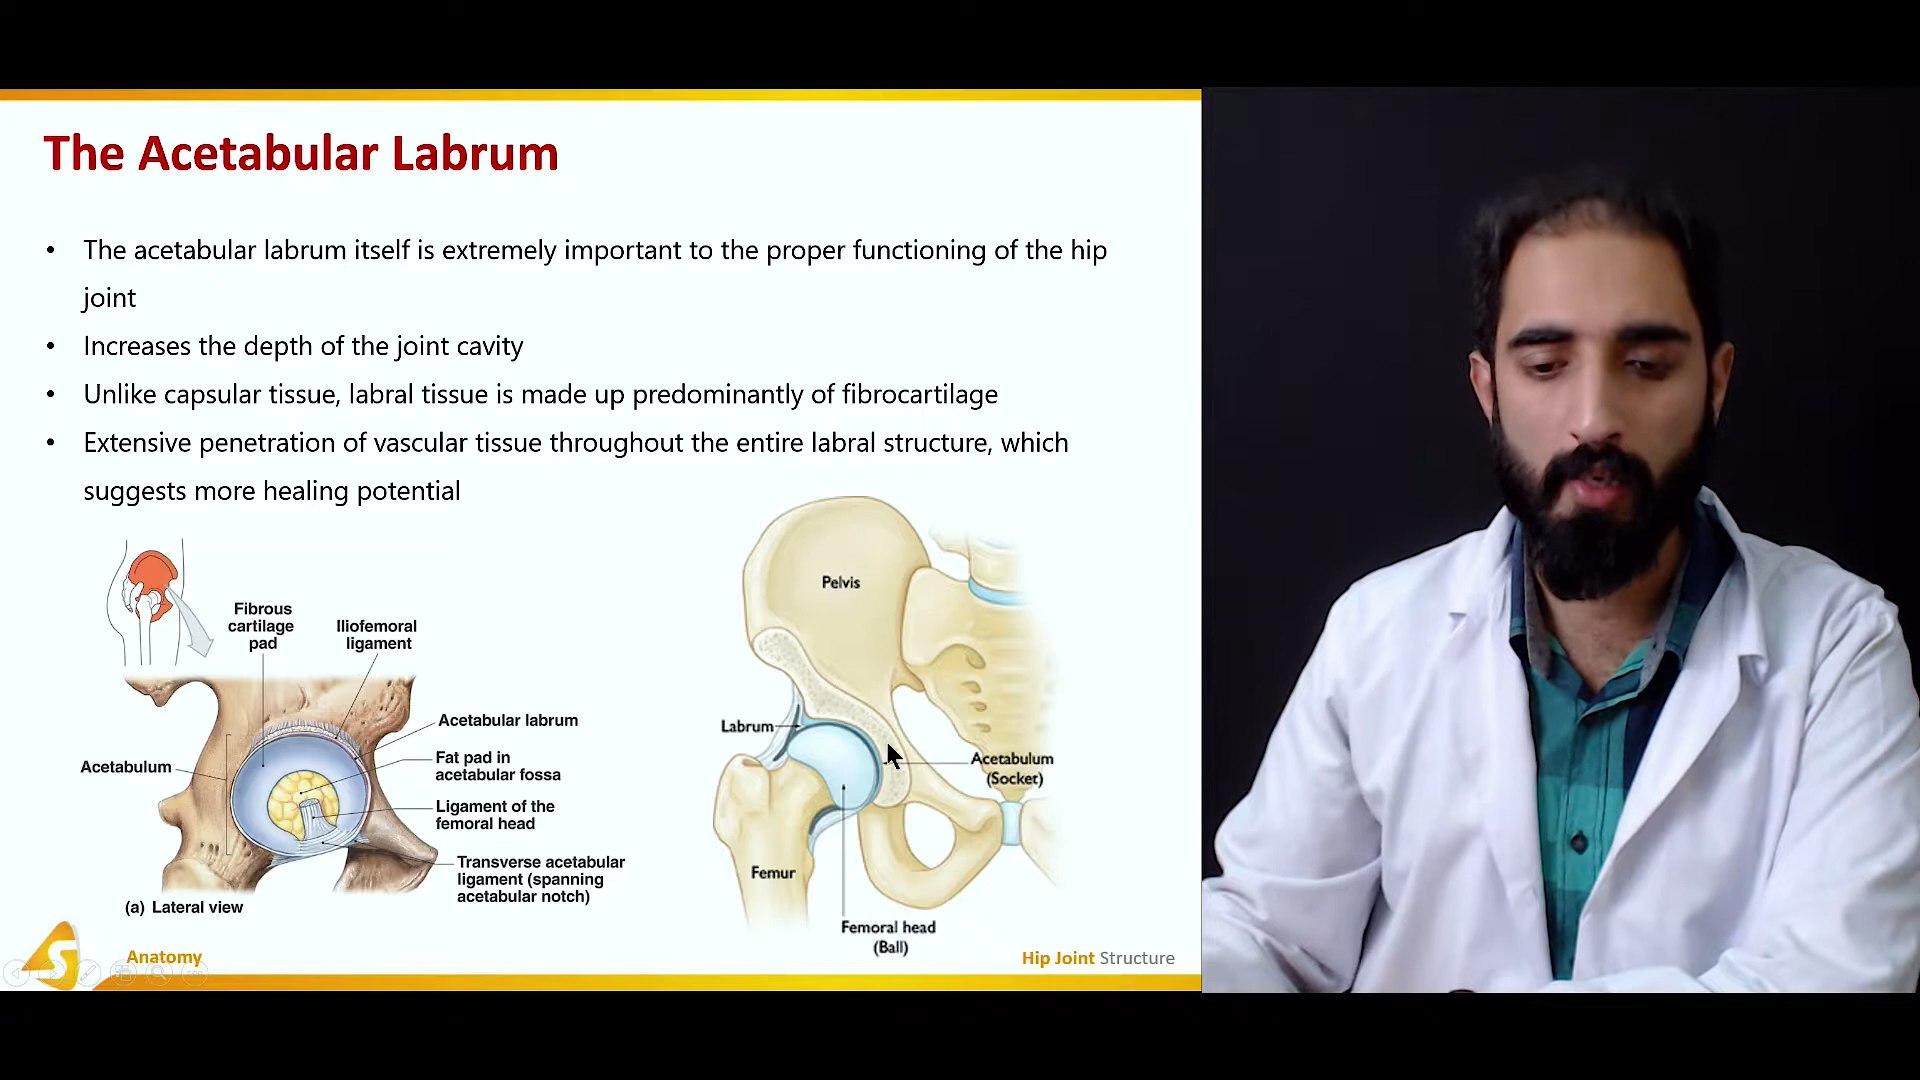 The Acetabular Labrum
• The acetabular labrum itself is extremely important to the proper functioning of the hip
joint
• Increases the depth of the joint cavity
• Unlike capsular tissue, labral tissue is made up predominantly of fibrocartilage
• Extensive penetration of vascular tissue throughout the entire labral structure, which
suggests more healing potential
Fibrous
cartilage
pad
Iliofemoral
ligament
Acetabular labrum
Acetabulum
Fat pad in
acetabular fossa
Ligament of the
femoral head
Transverse acetabular
ligament (spanning
acetabular notch)
(a) Lateral view
Pelvis
Labrum
Acetabulum
(Socket)
Femur
Femoral head
(Ball)
S
Anatomy
Hip Joint Structure